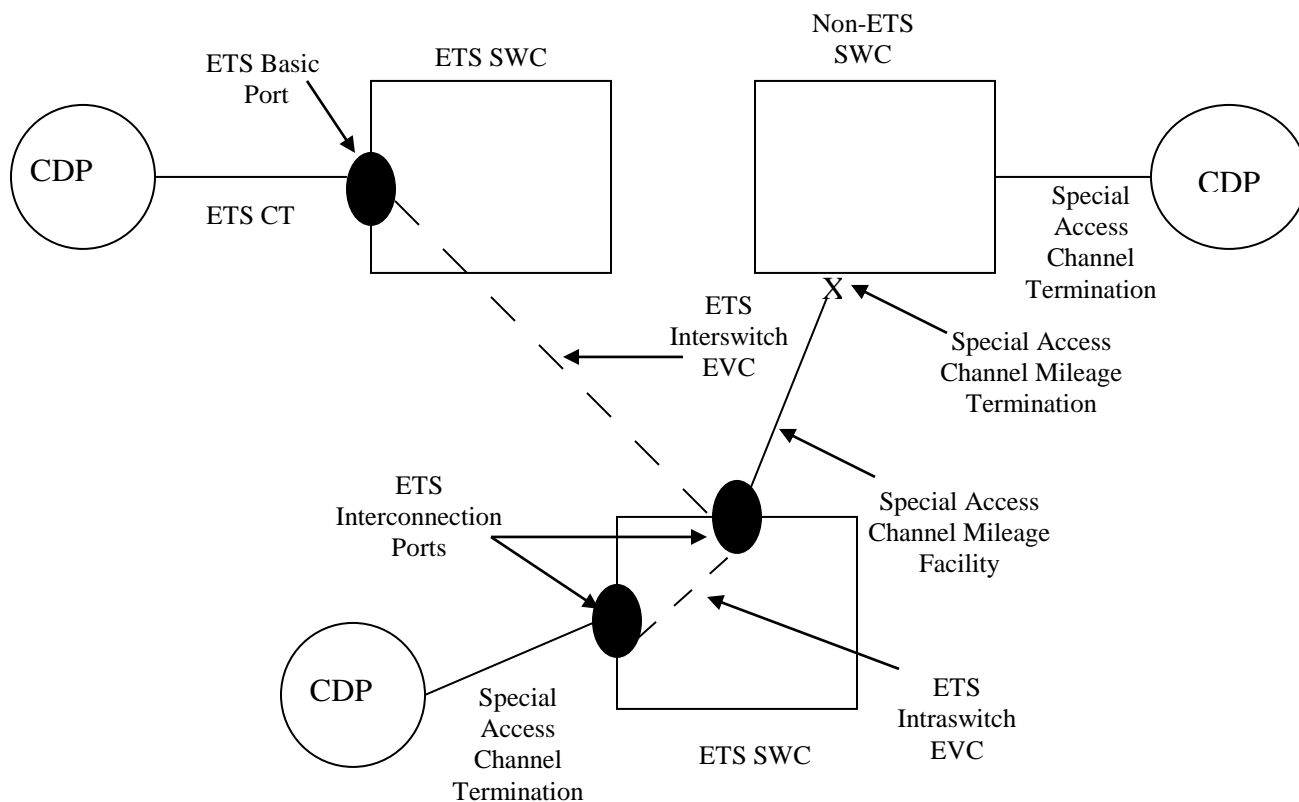 Non-ETS
SWC
ETS Basic
Port
ETS SWC
CDP
ETS CT
CDP
Special
Access
Channel
Termination
ETS
Interswitch
EVC
X
Special Access
Channel Mileage
Termination
ETS
Interconnection
Ports
Special Access
Channel Mileage
Facility
CDP
Special
Access
Channel
Termination
ETS
Intraswitch
EVC
ETS SWC